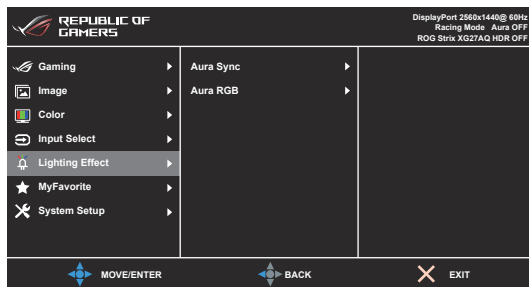 REPUBLIC OF
GAMERS
DisplayPort 2560x1440@ 60Hz
Racing Mode Aura OFF
ROG Strix XG27AQ HDR OFF
Gaming
Image
Color
Input Select
Lighting Effect
MyFavorite
System Setup
Aura Sync
Aura RGB
MOVE/ENTER
BACK
EXIT